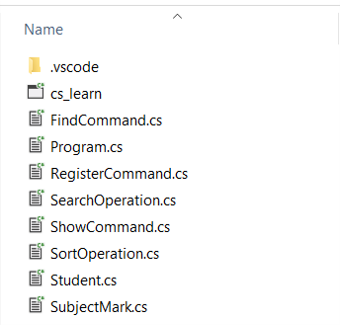 Name
.vscode
cs_learn
FindCommand.cs
Program.cs
RegisterCommand.cs
SearchOperation.cs
ShowCommand.cs
SortOperation.cs
Student.cs
SubjectMark.cs